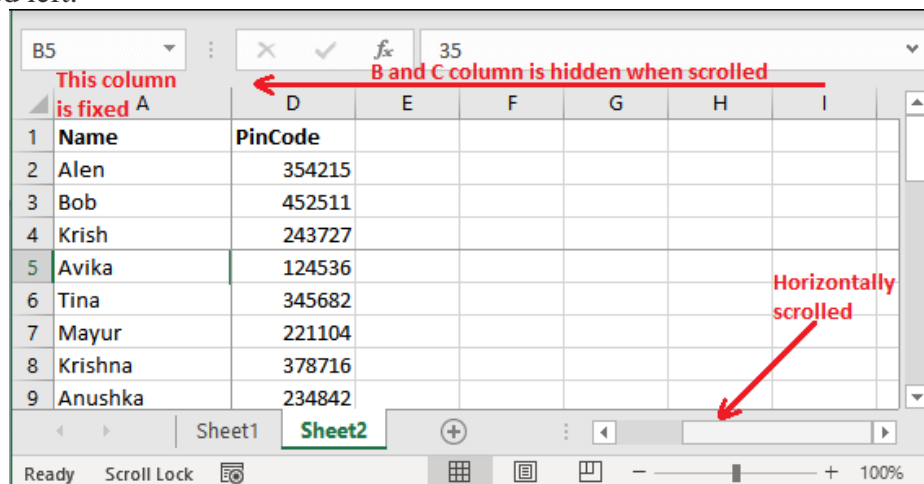 B5 fx 35
This column B and C column is hidden when scrolled
is fixed A D E F G H I
1 Name PinCode
2 Alen 354215
3 Bob 452511
4 Krish 243727
5 Avika 124536
6 Tina 345682
Horizontally
scrolled
7 Mayur 221104
8 Krishna 378716
9 Anushka 234842
Sheet1 Sheet2
Ready Scroll Lock 100%